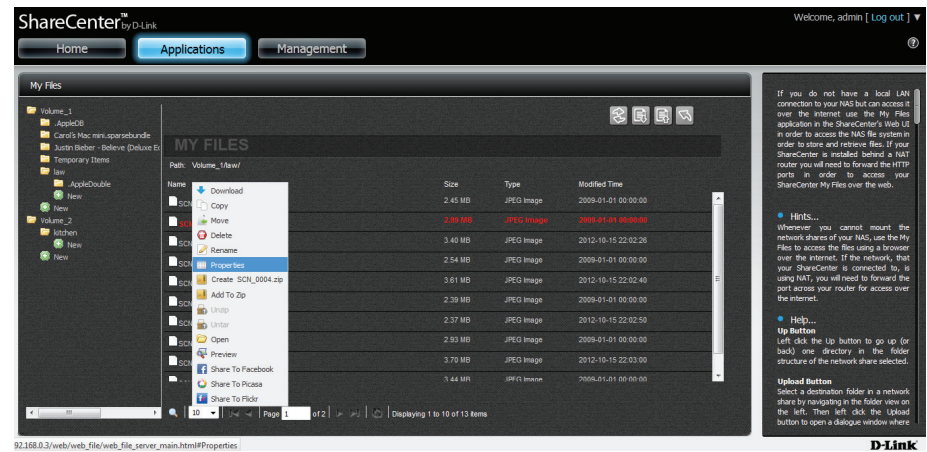 ShareCenter™ by D-Link
Welcome, admin [ Log out ] ▼
Home
Applications
Management
My Files
Volume_1
.AppleDB
Carol's Mac mini.sparsebundle
Justin Bieber - Believe (Deluxe E
Temporary Items
law
.AppleDouble
New
New
Volume_2
kitchen
New
New
MY FILES
Path: Volume_1/law/
Name Size Type Modified Time
SCN 2.45 MB JPEG Image 2009-01-01 00:00:00
SC 2.89 MB JPEG Image 2009-01-01 00:00:00
SCN 3.40 MB JPEG Image 2012-10-15 22:02:26
SCN 2.54 MB JPEG Image 2009-01-01 00:00:00
SCN 3.61 MB JPEG Image 2012-10-15 22:02:40
SCN 2.39 MB JPEG Image 2009-01-01 00:00:00
SCN 2.37 MB JPEG Image 2012-10-15 22:02:50
SCN 2.93 MB JPEG Image 2009-01-01 00:00:00
SCN 3.70 MB JPEG Image 2012-10-15 22:03:00
3.44 MB JPEG Image 2009-01-01 00:00:00
Download
Copy
Move
Delete
Rename
Properties
Create SCN_0004.zip
Add To Zip
Unzip
Untar
Open
Preview
Share To Facebook
Share To Picasa
Share To Flickr
10 Page 1 of 2 Displaying 1 to 10 of 13 items
If you do not have a local LAN
connection to your NAS but can access it
over the internet use the My Files
application in the ShareCenter's Web UI
in order to access the NAS file system in
order to store and retrieve files. If your
ShareCenter is installed behind a NAT
router you will need to forward the HTTP
ports in order to access your
ShareCenter My Files over the web.
Hints...
Whenever you cannot mount the
network shares of your NAS, use the My
Files to access the files using a browser
over the internet. If the network, that
your ShareCenter is connected to, is
using NAT, you will need to forward the
port across your router for access over
the internet.
Help...
Up Button
Left click the Up button to go up (or
back) one directory in the folder
structure of the network share selected.
Upload Button
Select a destination folder in a network
share by navigating in the folder view on
the left. Then left click the Upload
button to open a dialogue window where
92.168.0.3/web/web_file/web_file_server_main.html#Properties
D-Link